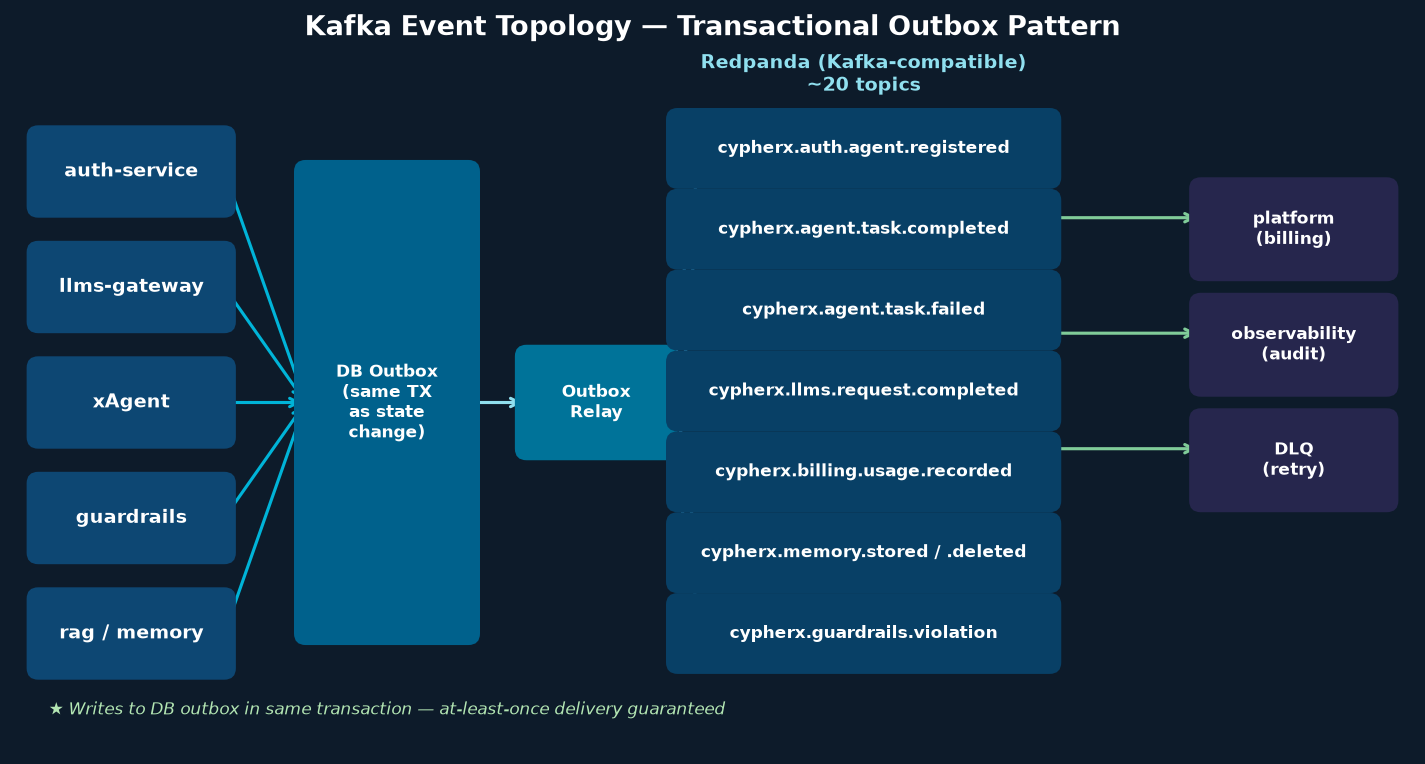 Kafka Event Topology — Transactional Outbox Pattern
Redpanda (Kafka-compatible)
~20 topics
auth-service
llms-gateway
xAgent
guardrails
rag / memory
DB Outbox
(same TX
as state
change)
Outbox
Relay
cypherx.auth.agent.registered
cypherx.agent.task.completed
cypherx.agent.task.failed
cypherx.llms.request.completed
cypherx.billing.usage.recorded
cypherx.memory.stored / .deleted
cypherx.guardrails.violation
platform
(billing)
observability
(audit)
DLQ
(retry)
★ Writes to DB outbox in same transaction — at-least-once delivery guaranteed